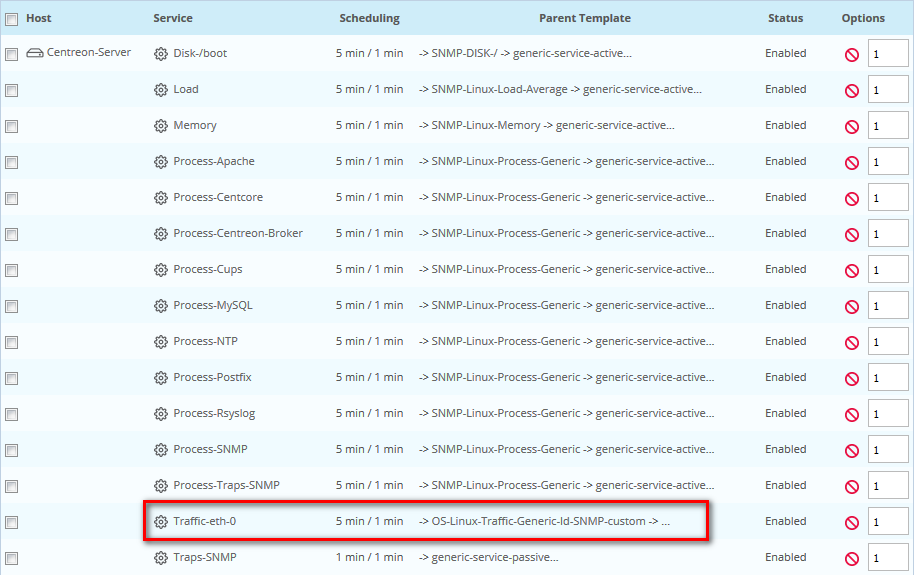 Host Service Scheduling Parent Template Status Options
Centreon-Server Disk-/boot 5 min / 1 min -> SNMP-DISK-/ -> generic-service-active... Enabled 1
Load 5 min / 1 min -> SNMP-Linux-Load-Average -> generic-service-active... Enabled 1
Memory 5 min / 1 min -> SNMP-Linux-Memory -> generic-service-active... Enabled 1
Process-Apache 5 min / 1 min -> SNMP-Linux-Process-Generic -> generic-service-active... Enabled 1
Process-Centcore 5 min / 1 min -> SNMP-Linux-Process-Generic -> generic-service-active... Enabled 1
Process-Centreon-Broker 5 min / 1 min -> SNMP-Linux-Process-Generic -> generic-service-active... Enabled 1
Process-Cups 5 min / 1 min -> SNMP-Linux-Process-Generic -> generic-service-active... Enabled 1
Process-MySQL 5 min / 1 min -> SNMP-Linux-Process-Generic -> generic-service-active... Enabled 1
Process-NTP 5 min / 1 min -> SNMP-Linux-Process-Generic -> generic-service-active... Enabled 1
Process-Postfix 5 min / 1 min -> SNMP-Linux-Process-Generic -> generic-service-active... Enabled 1
Process-Rsyslog 5 min / 1 min -> SNMP-Linux-Process-Generic -> generic-service-active... Enabled 1
Process-SNMP 5 min / 1 min -> SNMP-Linux-Process-Generic -> generic-service-active... Enabled 1
Process-Traps-SNMP 5 min / 1 min -> SNMP-Linux-Process-Generic -> generic-service-active... Enabled 1
Traffic-eth-0 5 min / 1 min -> OS-Linux-Traffic-Generic-Id-SNMP-custom -> ... Enabled 1
Traps-SNMP 1 min / 1 min -> generic-service-passive... Enabled 1